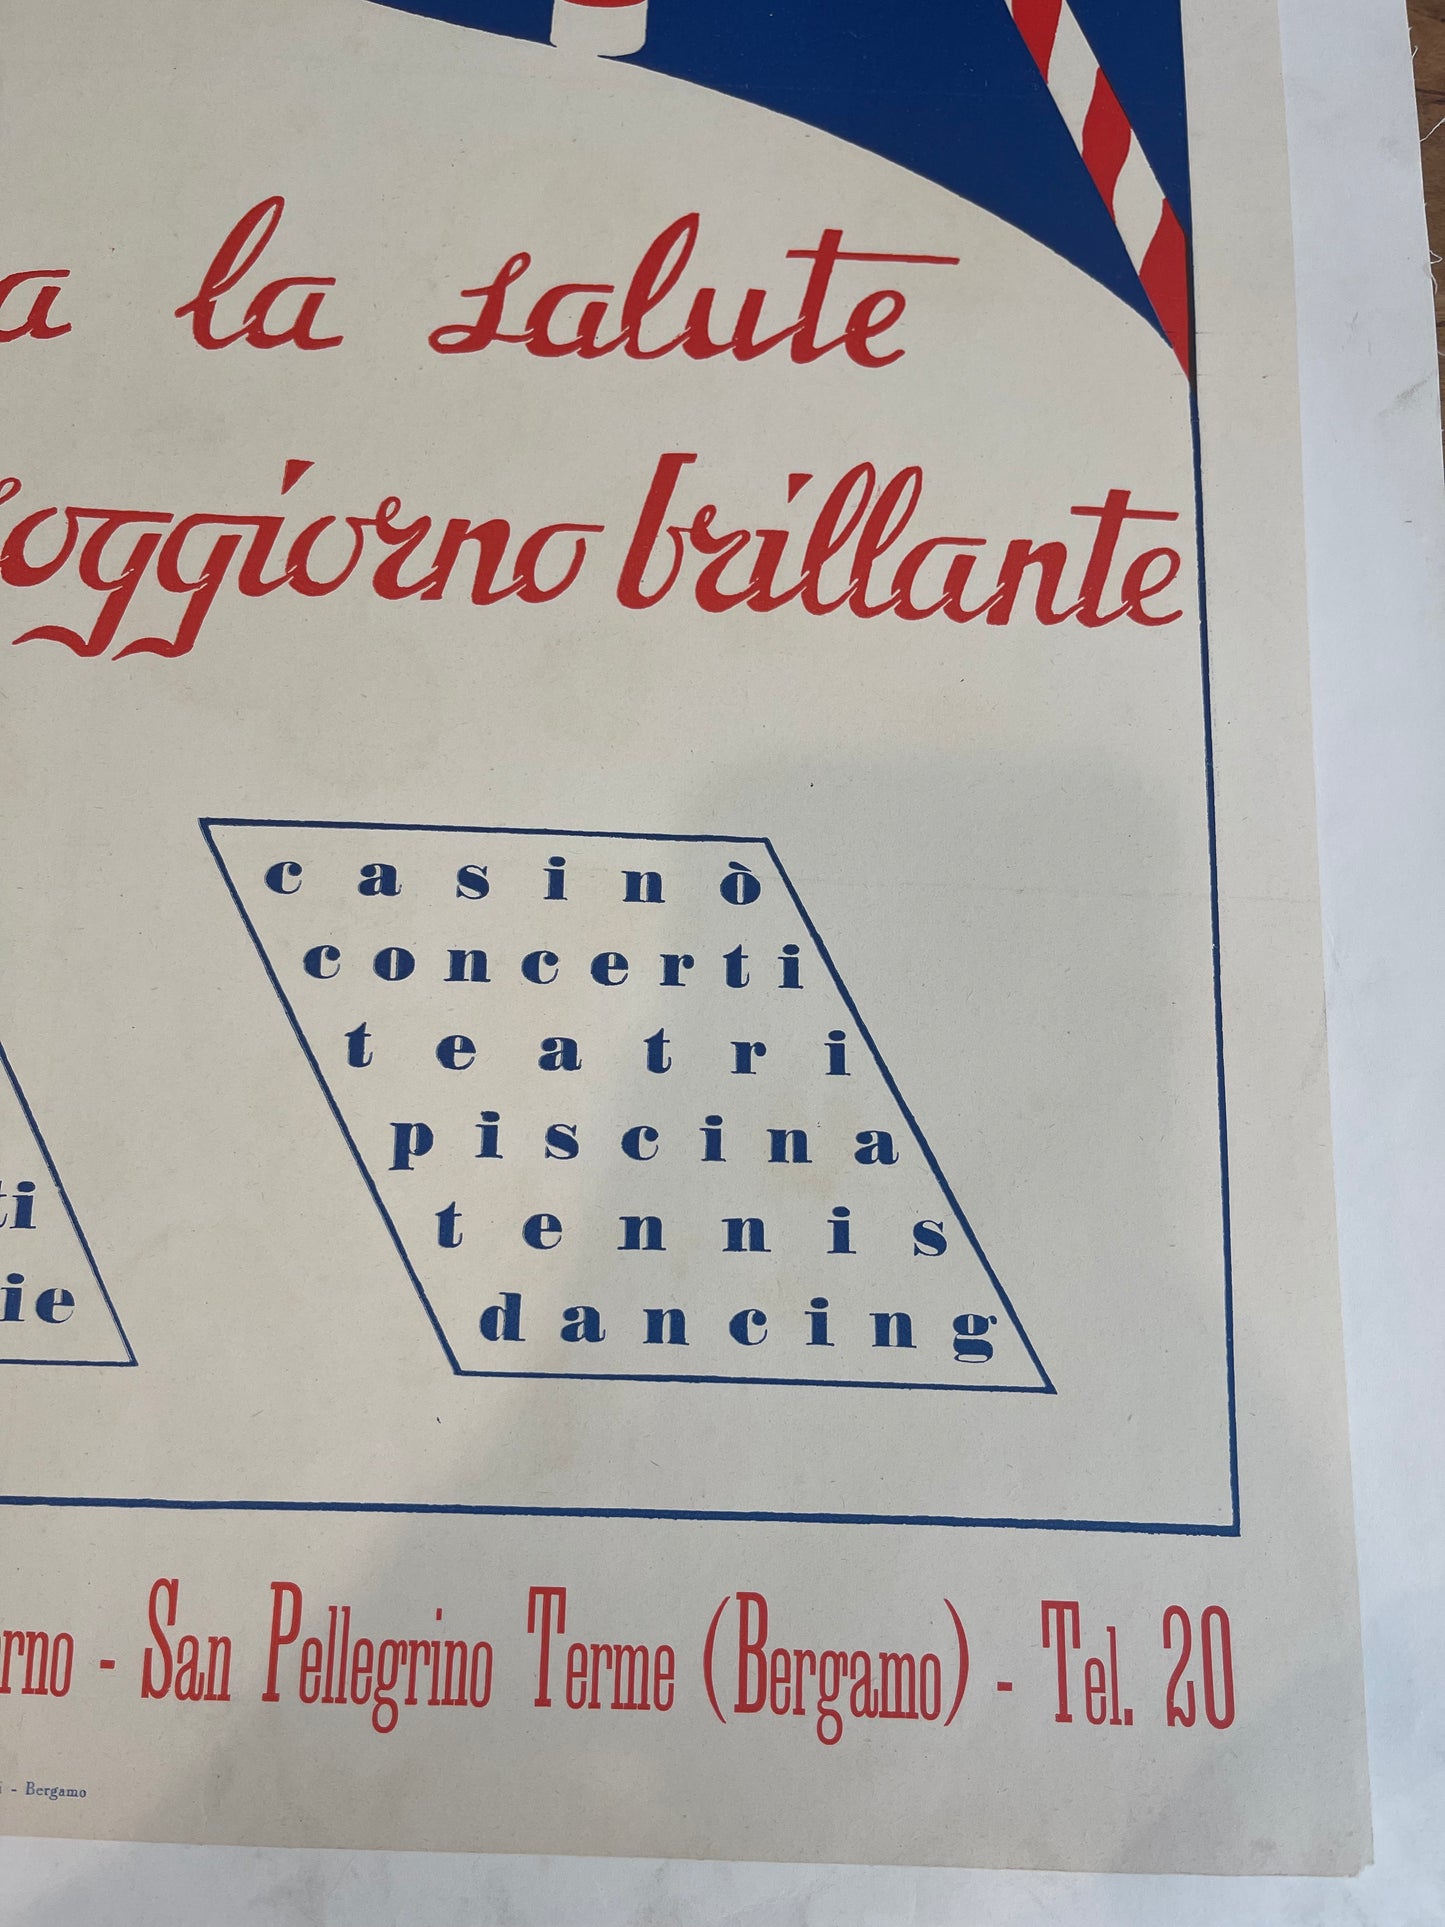 a la salute
soggiorno brillante
casinò
concerti
teatri
piscina
tennis
dancing
ti
ie
rno - San Pellegrino Terme (Bergamo) - Tel. 20
i - Bergamo